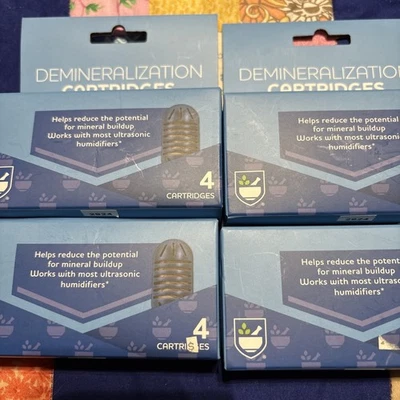 DEMINERALIZATION
CARTRIDGES
Helps reduce the potential
for mineral buildup
Works with most ultrasonic
humidifiers*
4
CARTRIDGES
Helps reduce the potential
for mineral buildup
Works with most ultrasonic
humidifiers*
4
CARTRIDGES
DEMINERALIZATION
CARTRIDGES
Helps reduce the potential
for mineral buildup
Works with most ultrasonic
humidifiers*
Helps reduce the
for mineral buildup
Works with most
humidifiers*